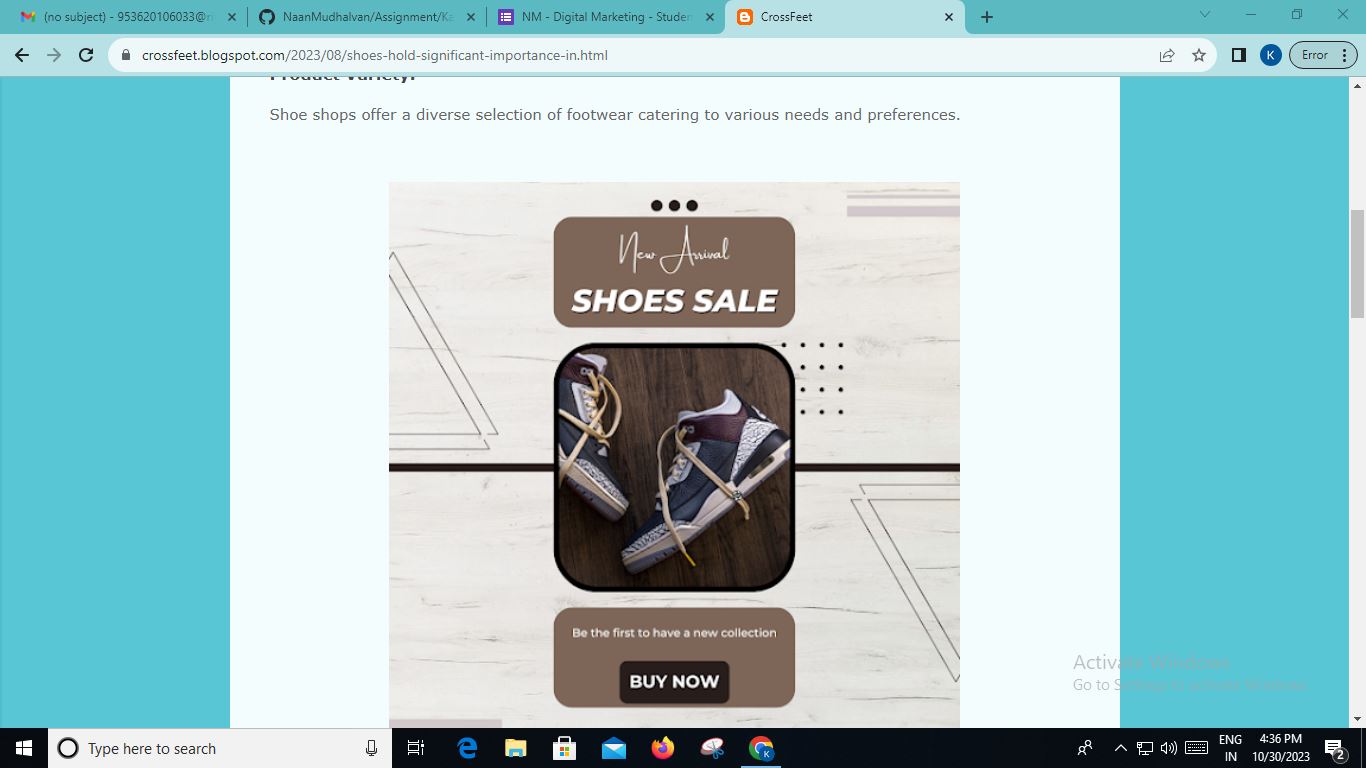 (no subject) - 953620106033@ri
NaanMudhalvan/Assignment/Ka
NM - Digital Marketing - Studen
CrossFeet
crossfeet.blogspot.com/2023/08/shoes-hold-significant-importance-in.html
K
Error
Product Variety:
Shoe shops offer a diverse selection of footwear catering to various needs and preferences.
New Arrival
SHOES SALE
Be the first to have a new collection
BUY NOW
Activate Windows
Go to Settings to activate Windows.
Type here to search
K
ENG
IN
4:36 PM
10/30/2023
2